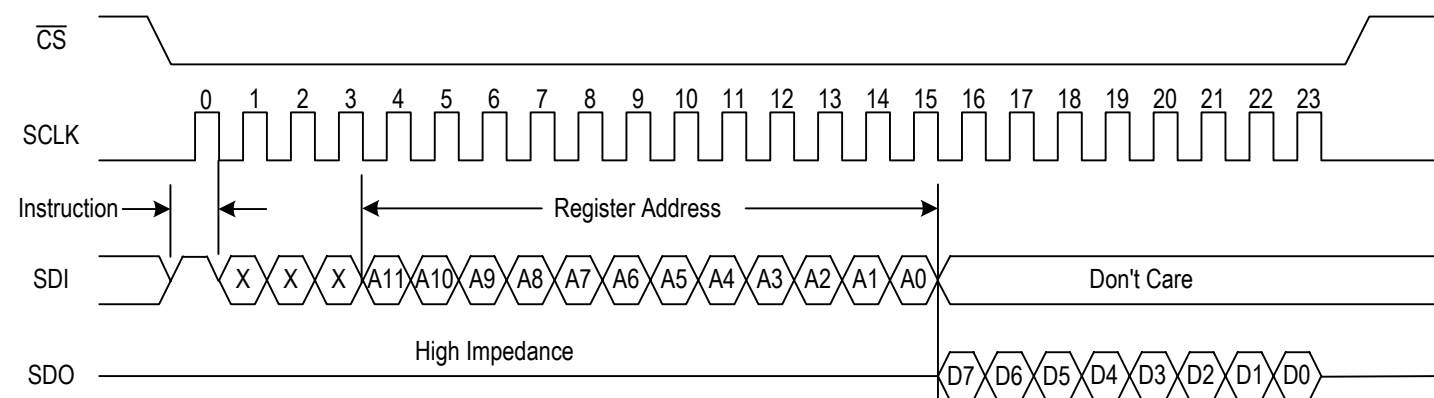 CS
0 1 2 3 4 5 6 7 8 9 10 11 12 13 14 15 16 17 18 19 20 21 22 23
SCLK
Instruction Register Address
SDI X X X A11 A10 A9 A8 A7 A6 A5 A4 A3 A2 A1 A0 Don't Care
High Impedance
SDO D7 D6 D5 D4 D3 D2 D1 D0